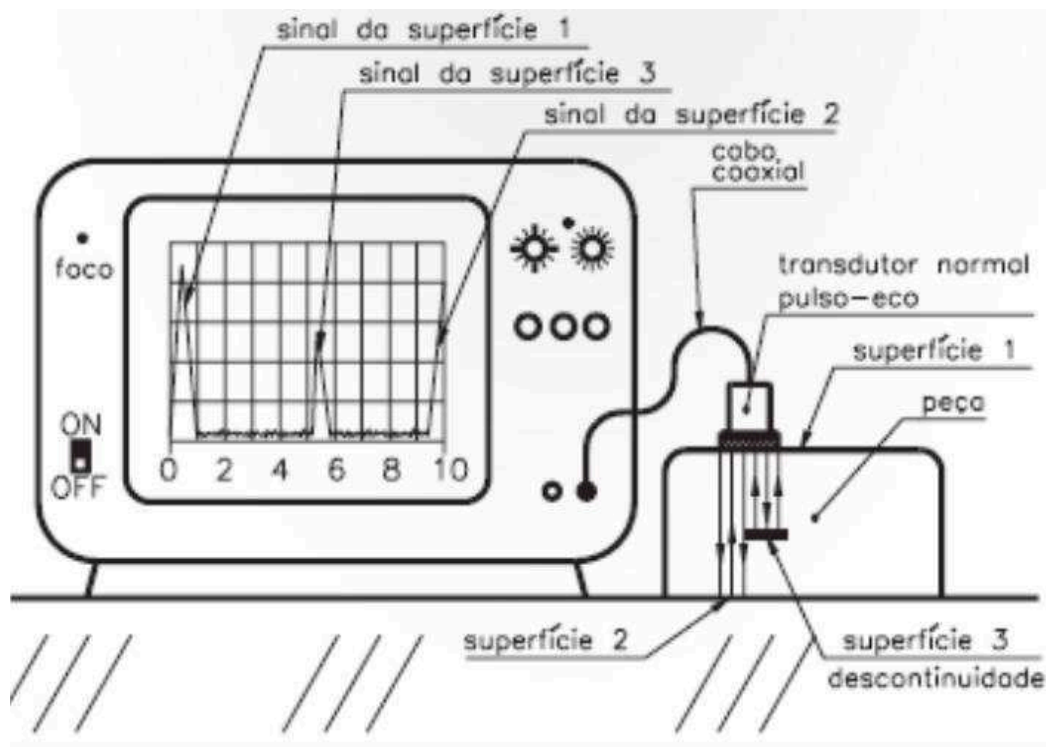 sinal da superfície 1
sinal da superfície 3
sinal da superfície 2
cabo
coaxial
foco
transdutor normal
pulso-eco
superfície 1
peça
ON
OFF
0 2 4 6 8 10
superfície 2
superfície 3
descontinuidade